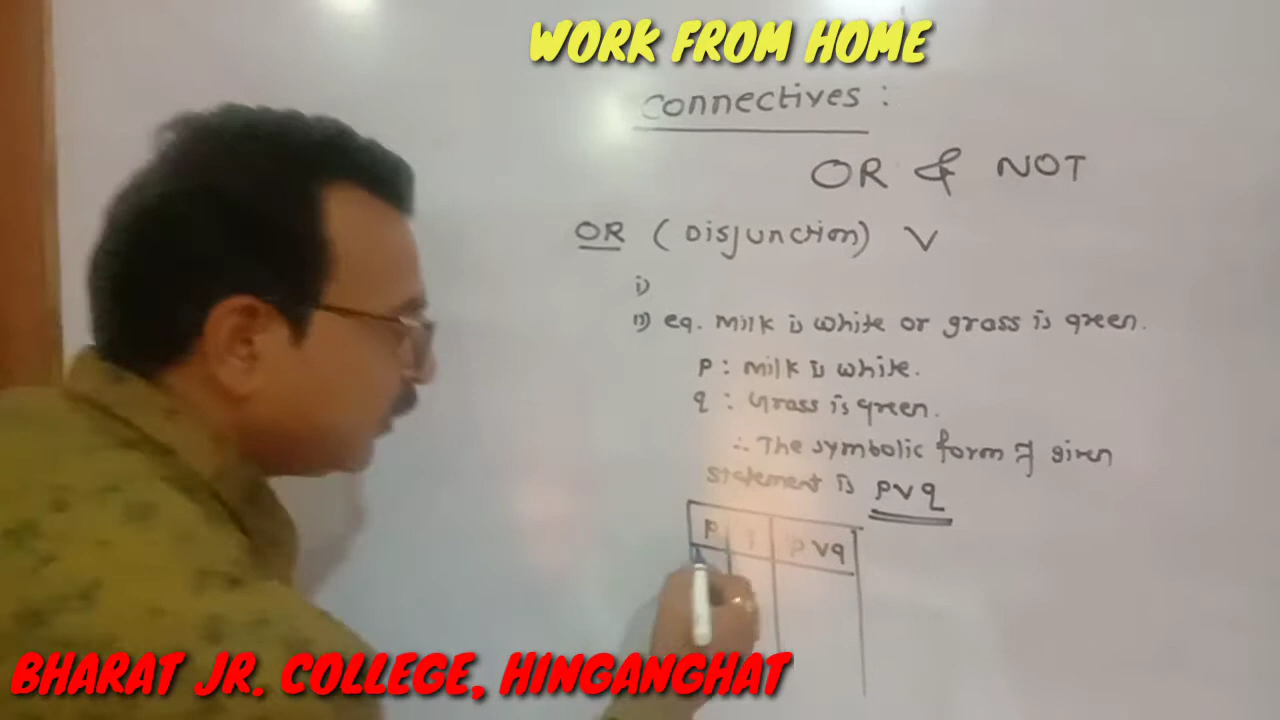 WORK FROM HOME
connectives :
OR & NOT
OR ( Disjunction) V
i)
ii) eg. milk is white or grass is green.
p : milk is white.
q : Grass is green.
∴ The symbolic form of given
statement is p∨q
p q p ∨q
BHARAT JR. COLLEGE, HINGANGHAT